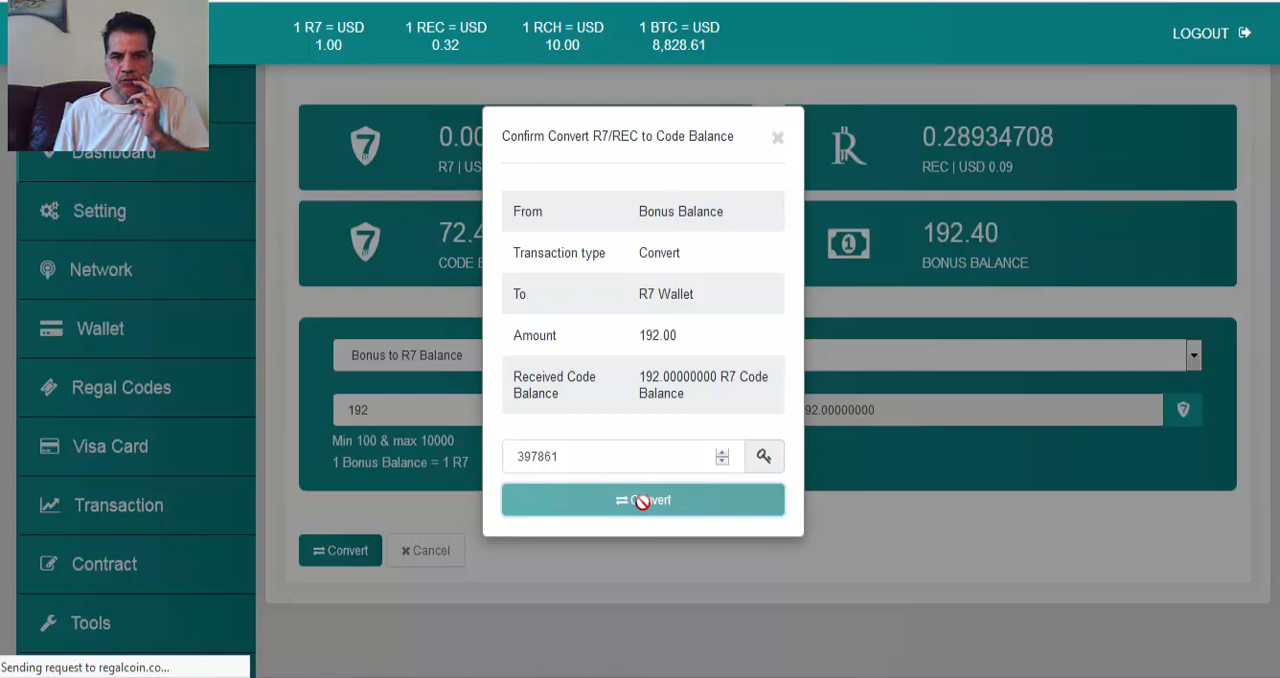 1 R7 = USD
1.00
1 REC = USD
0.32
1 RCH = USD
10.00
1 BTC = USD
8,828.61
LOGOUT
Dashboard
Setting
Network
Wallet
Regal Codes
Visa Card
Transaction
Contract
Tools
0.00
R7 | US
0.28934708
REC | USD 0.09
72.4
CODE B
192.40
BONUS BALANCE
Bonus to R7 Balance
192
92.00000000
Min 100 & max 10000
1 Bonus Balance = 1 R7
Convert
Cancel
Confirm Convert R7/REC to Code Balance
From Bonus Balance
Transaction type Convert
To R7 Wallet
Amount 192.00
Received Code 192.00000000 R7 Code
Balance Balance
397861
Convert
Sending request to regalcoin.co...